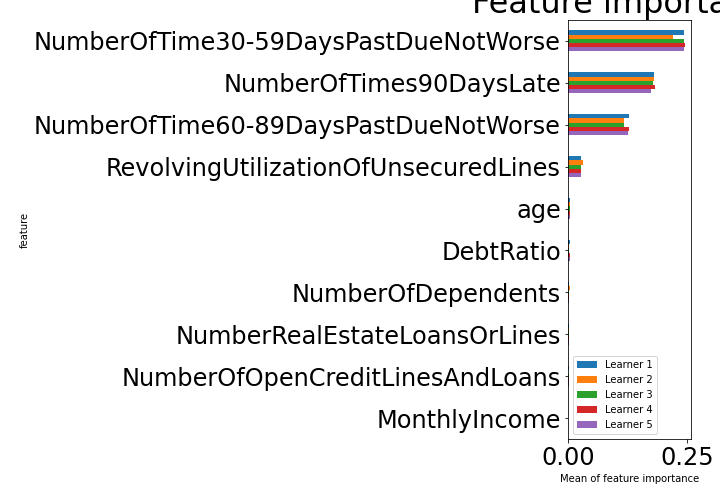 Feature importa
NumberOfTime30-59DaysPastDueNotWorse
NumberOfTimes90DaysLate
NumberOfTime60-89DaysPastDueNotWorse
RevolvingUtilizationOfUnsecuredLines
age
DebtRatio
NumberOfDependents
NumberRealEstateLoansOrLines
NumberOfOpenCreditLinesAndLoans
MonthlyIncome
feature
Learner 1
Learner 2
Learner 3
Learner 4
Learner 5
0.00 0.25
Mean of feature importance